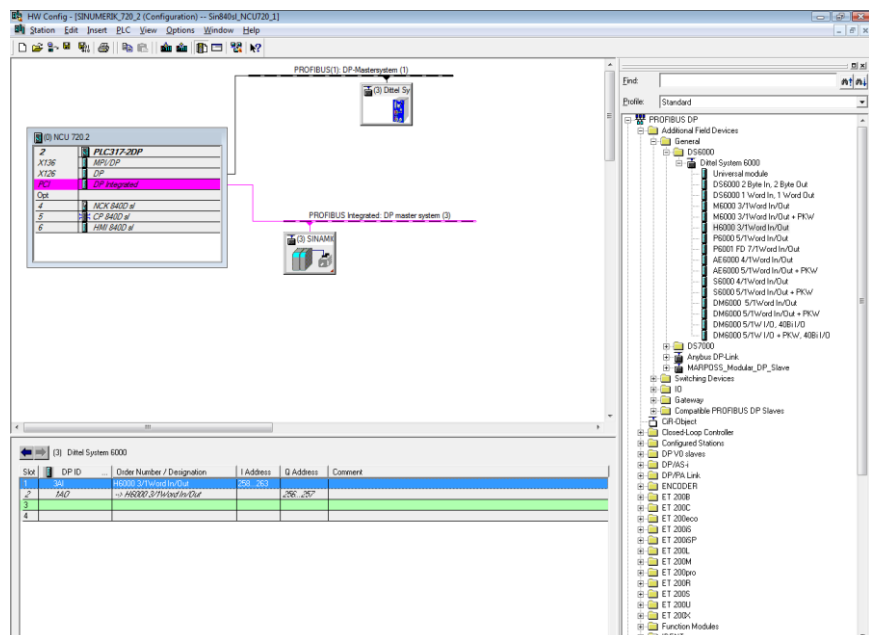 HW Config - [SINUMERIK_720_2 (Configuration) -- Sin840sl_NCU720_1]
Station Edit Insert PLC View Options Window Help
PROFIBUS(1): DP-Mastersystem (1)
(3) Dittel Sy
(0) NCU 720.2
2 PLC317-2DP
X136 MPI/DP
X126 DP
PCI DP Integrated
Opt
4 NCK 840D sl
5 CP 840D sl
6 HMI 840D sl
PROFIBUS Integrated: DP master system (3)
(3) SINAMI
Find:
Profile: Standard
PROFIBUS DP
Additional Field Devices
General
DS6000
Dittel System 6000
Universal module
DS6000 2 Byte In, 2 Byte Out
DS6000 1 Word In, 1 Word Out
M6000 3/1Word In/Out
M6000 3/1Word In/Out + PKW
H6000 3/1Word In/Out
P6000 5/1Word In/Out
P6001 FD 7/1Word In/Out
AE6000 4/1Word In/Out
AE6000 5/1Word In/Out + PKW
S6000 4/1Word In/Out
S6000 5/1Word In/Out + PKW
DM6000 5/1Word In/Out
DM6000 5/1Word In/Out + PKW
DM6000 5/1W I/O, 40Bi I/O
DM6000 5/1W I/O + PKW, 40Bi I/O
DS7000
Anybus DP-Link
MARPOSS_Modular_DP_Slave
Switching Devices
IO
Gateway
Compatible PROFIBUS DP Slaves
CiR-Object
Closed-Loop Controller
Configured Stations
DP V0 slaves
DP/AS-i
DP/PA Link
ENCODER
ET 200B
ET 200C
ET 200eco
ET 200iS
ET 200iSP
ET 200L
ET 200M
ET 200pro
ET 200R
ET 200S
ET 200U
ET 200X
Function Modules
(3) Dittel System 6000
Slot DP ID ... Order Number / Designation I Address Q Address Comment
1 3AI H6000 3/1Word In/Out 258...263
2 1AO --> H6000 3/1Word In/Out 256...257
3
4